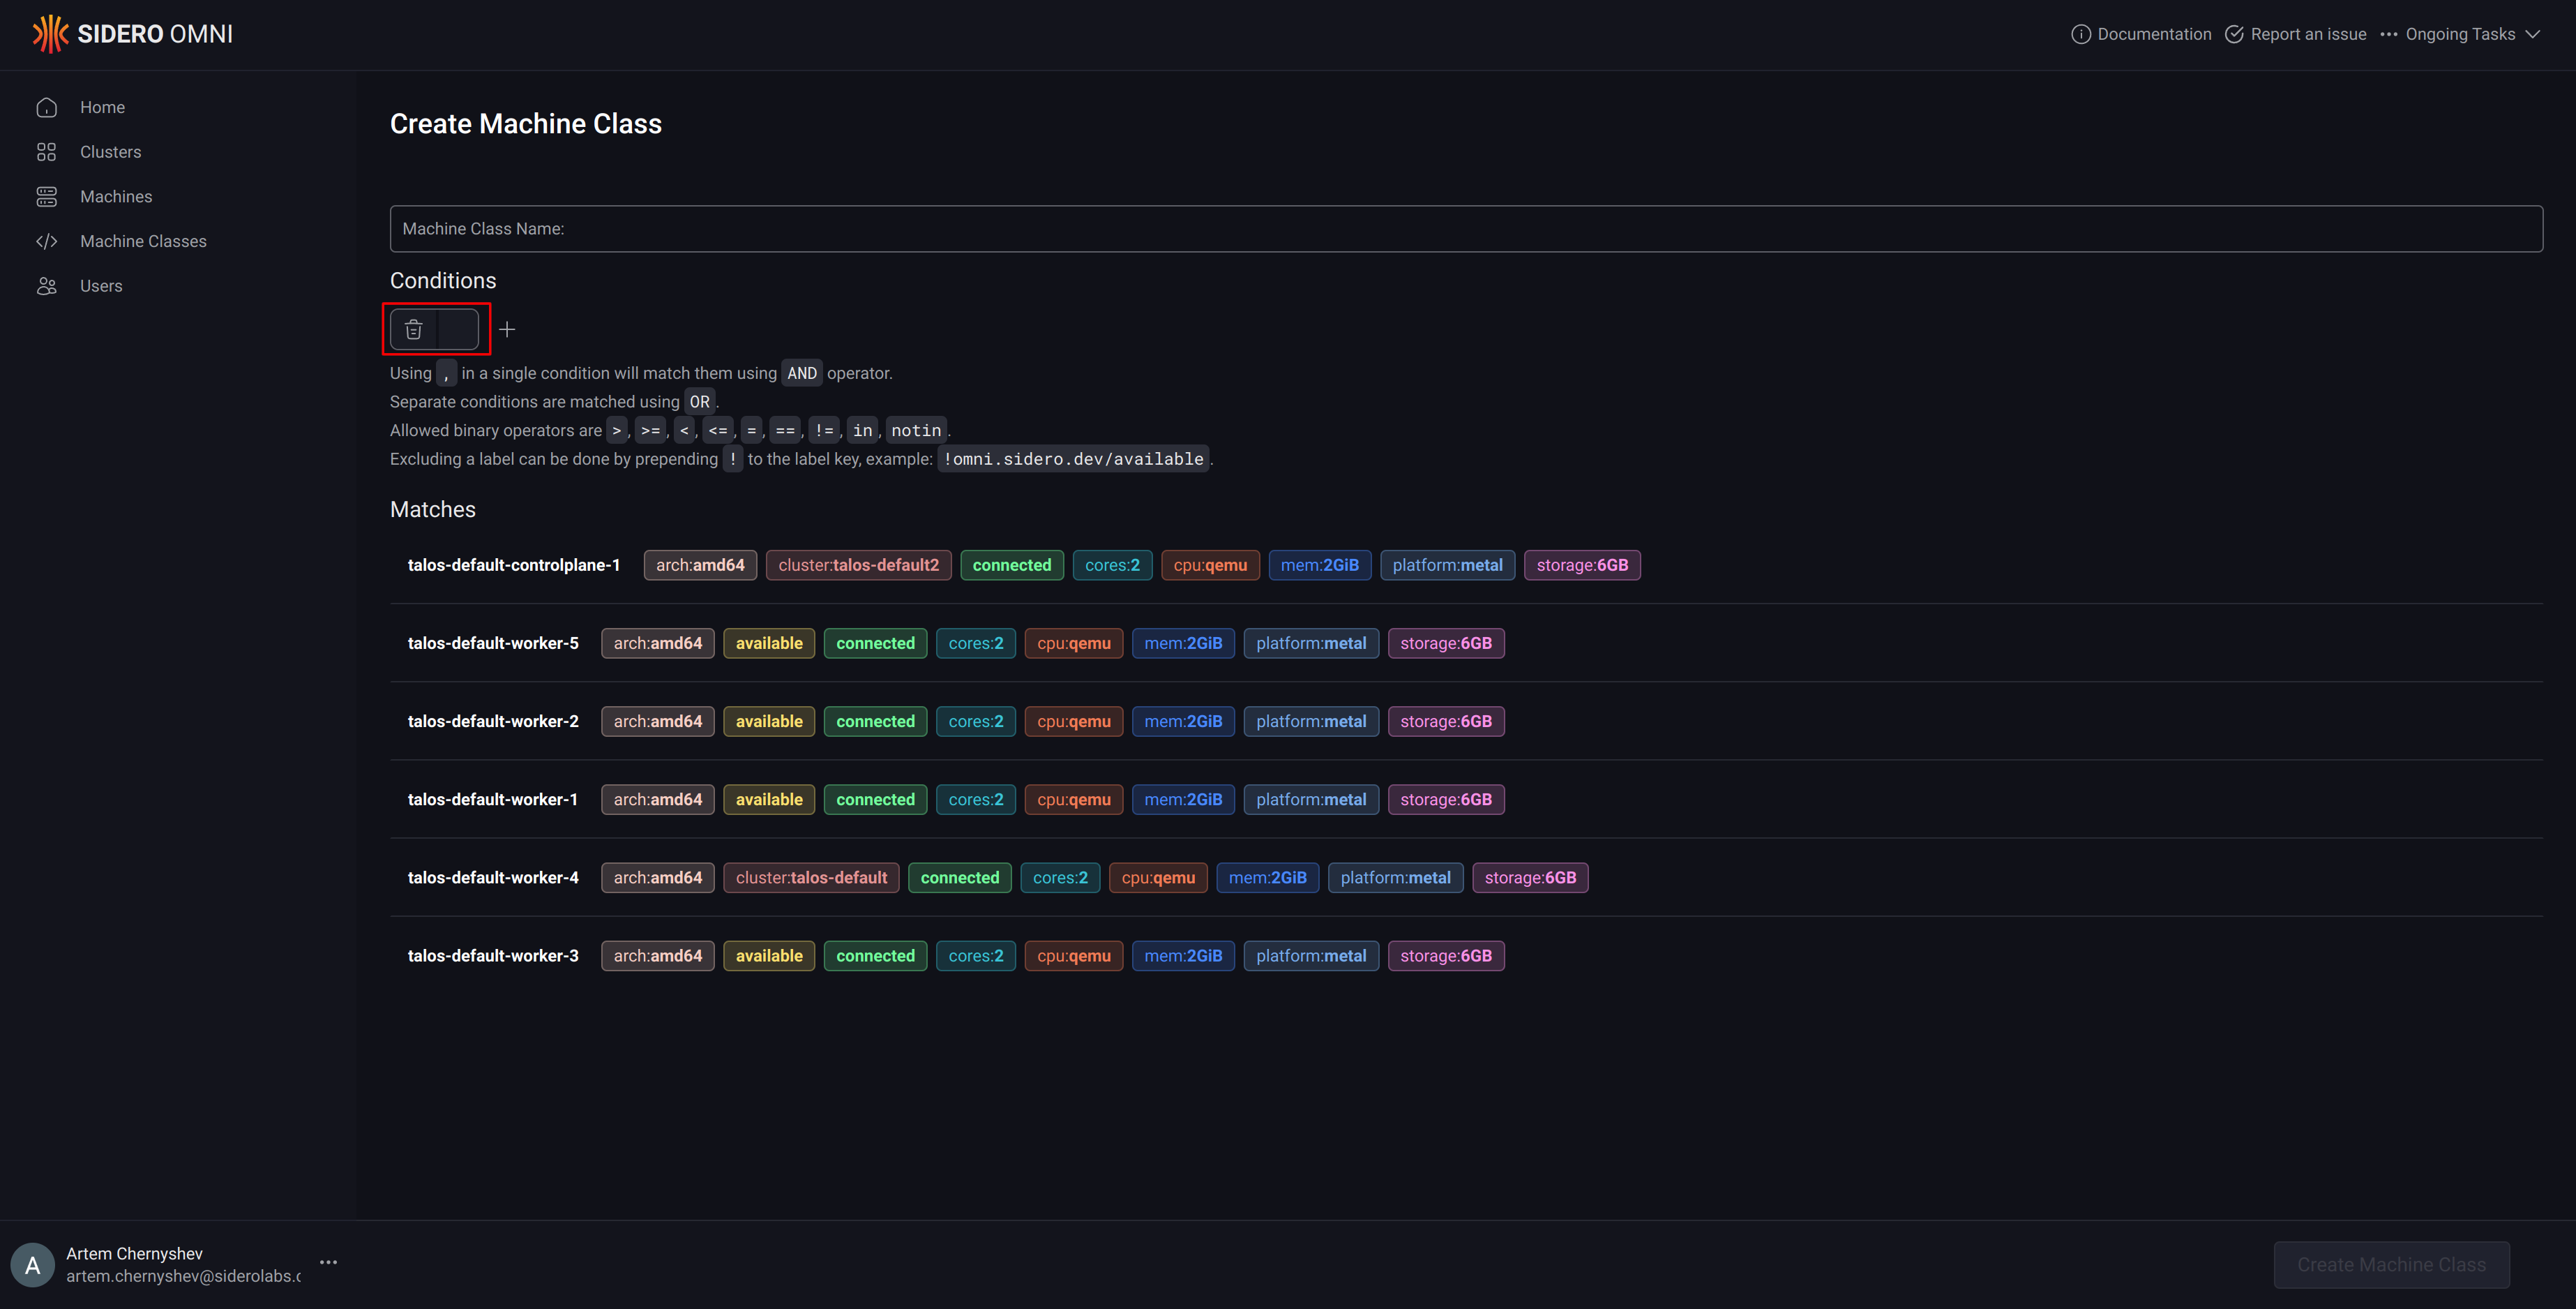 SIDERO OMNI
Documentation Report an issue Ongoing Tasks
Home
Clusters
Machines
Machine Classes
Users
Create Machine Class
Machine Class Name:
Conditions
Using , in a single condition will match them using AND operator.
Separate conditions are matched using OR.
Allowed binary operators are >, >=, <, <=, =, ==, !=, in, notin.
Excluding a label can be done by prepending ! to the label key, example: !omni.sidero.dev/available.
Matches
talos-default-controlplane-1 arch:amd64 cluster:talos-default2 connected cores:2 cpu:qemu mem:2GiB platform:metal storage:6GB
talos-default-worker-5 arch:amd64 available connected cores:2 cpu:qemu mem:2GiB platform:metal storage:6GB
talos-default-worker-2 arch:amd64 available connected cores:2 cpu:qemu mem:2GiB platform:metal storage:6GB
talos-default-worker-1 arch:amd64 available connected cores:2 cpu:qemu mem:2GiB platform:metal storage:6GB
talos-default-worker-4 arch:amd64 cluster:talos-default connected cores:2 cpu:qemu mem:2GiB platform:metal storage:6GB
talos-default-worker-3 arch:amd64 available connected cores:2 cpu:qemu mem:2GiB platform:metal storage:6GB
A
Artem Chernyshev
artem.chernyshev@siderolabs.c
Create Machine Class